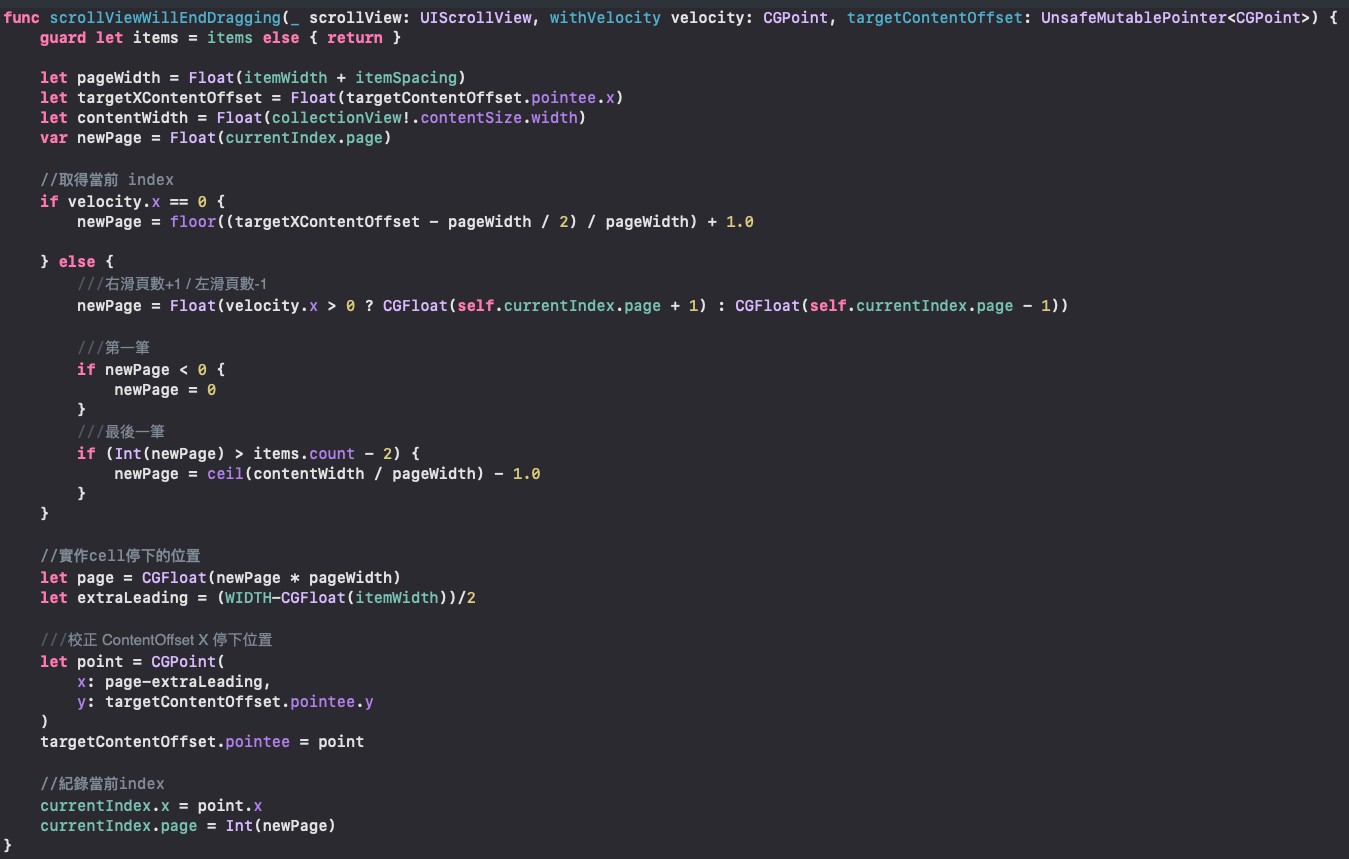 func scrollViewWillEndDragging(_ scrollView: UIScrollView, withVelocity velocity: CGPoint, targetContentOffset: UnsafeMutablePointer<CGPoint>) {
    guard let items = items else { return }

    let pageWidth = Float(itemWidth + itemSpacing)
    let targetXContentOffset = Float(targetContentOffset.pointee.x)
    let contentWidth = Float(collectionView!.contentSize.width)
    var newPage = Float(currentIndex.page)

    //取得當前 index
    if velocity.x == 0 {
        newPage = floor((targetXContentOffset - pageWidth / 2) / pageWidth) + 1.0

    } else {
        ///右滑頁數+1 / 左滑頁數-1
        newPage = Float(velocity.x > 0 ? CGFloat(self.currentIndex.page + 1) : CGFloat(self.currentIndex.page - 1))

        ///第一筆
        if newPage < 0 {
            newPage = 0
        }
        ///最後一筆
        if (Int(newPage) > items.count - 2) {
            newPage = ceil(contentWidth / pageWidth) - 1.0
        }
    }

    //實作cell停下的位置
    let page = CGFloat(newPage * pageWidth)
    let extraLeading = (WIDTH-CGFloat(itemWidth))/2

    ///校正 ContentOffset X 停下位置
    let point = CGPoint(
        x: page-extraLeading,
        y: targetContentOffset.pointee.y
    )
    targetContentOffset.pointee = point

    //紀錄當前index
    currentIndex.x = point.x
    currentIndex.page = Int(newPage)
}